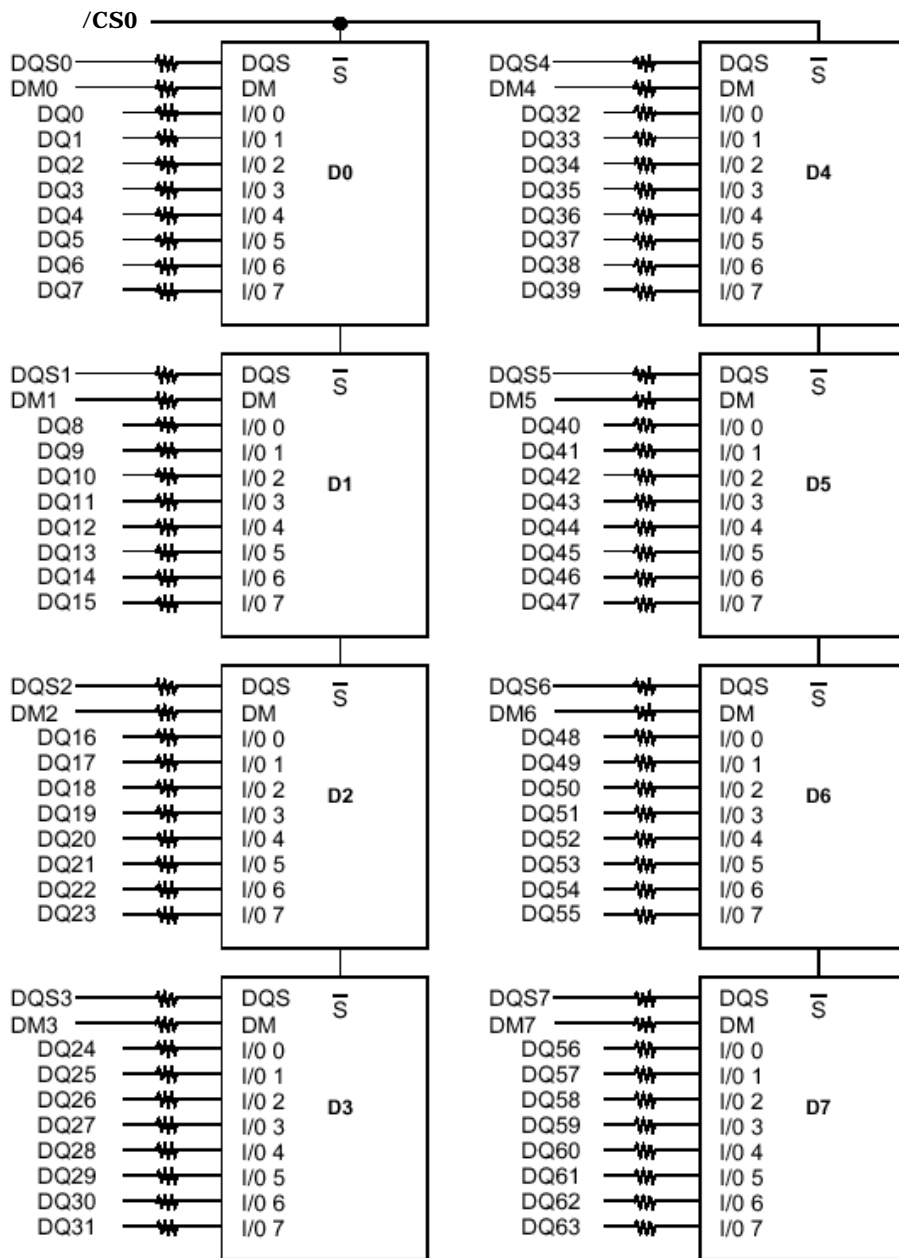 /CS0
DQS0 DQS S̅
DM0 DM
DQ0 I/0 0
DQ1 I/0 1
DQ2 I/0 2
D0
DQ3 I/0 3
DQ4 I/0 4
DQ5 I/0 5
DQ6 I/0 6
DQ7 I/0 7
DQS1 DQS S̅
DM1 DM
DQ8 I/0 0
DQ9 I/0 1
DQ10 I/0 2
D1
DQ11 I/0 3
DQ12 I/0 4
DQ13 I/0 5
DQ14 I/0 6
DQ15 I/0 7
DQS2 DQS S̅
DM2 DM
DQ16 I/0 0
DQ17 I/0 1
DQ18 I/0 2
D2
DQ19 I/0 3
DQ20 I/0 4
DQ21 I/0 5
DQ22 I/0 6
DQ23 I/0 7
DQS3 DQS S̅
DM3 DM
DQ24 I/0 0
DQ25 I/0 1
DQ26 I/0 2
D3
DQ27 I/0 3
DQ28 I/0 4
DQ29 I/0 5
DQ30 I/0 6
DQ31 I/0 7
DQS4 DQS S̅
DM4 DM
DQ32 I/0 0
DQ33 I/0 1
DQ34 I/0 2
D4
DQ35 I/0 3
DQ36 I/0 4
DQ37 I/0 5
DQ38 I/0 6
DQ39 I/0 7
DQS5 DQS S̅
DM5 DM
DQ40 I/0 0
DQ41 I/0 1
DQ42 I/0 2
D5
DQ43 I/0 3
DQ44 I/0 4
DQ45 I/0 5
DQ46 I/0 6
DQ47 I/0 7
DQS6 DQS S̅
DM6 DM
DQ48 I/0 0
DQ49 I/0 1
DQ50 I/0 2
D6
DQ51 I/0 3
DQ52 I/0 4
DQ53 I/0 5
DQ54 I/0 6
DQ55 I/0 7
DQS7 DQS S̅
DM7 DM
DQ56 I/0 0
DQ57 I/0 1
DQ58 I/0 2
D7
DQ59 I/0 3
DQ60 I/0 4
DQ61 I/0 5
DQ62 I/0 6
DQ63 I/0 7